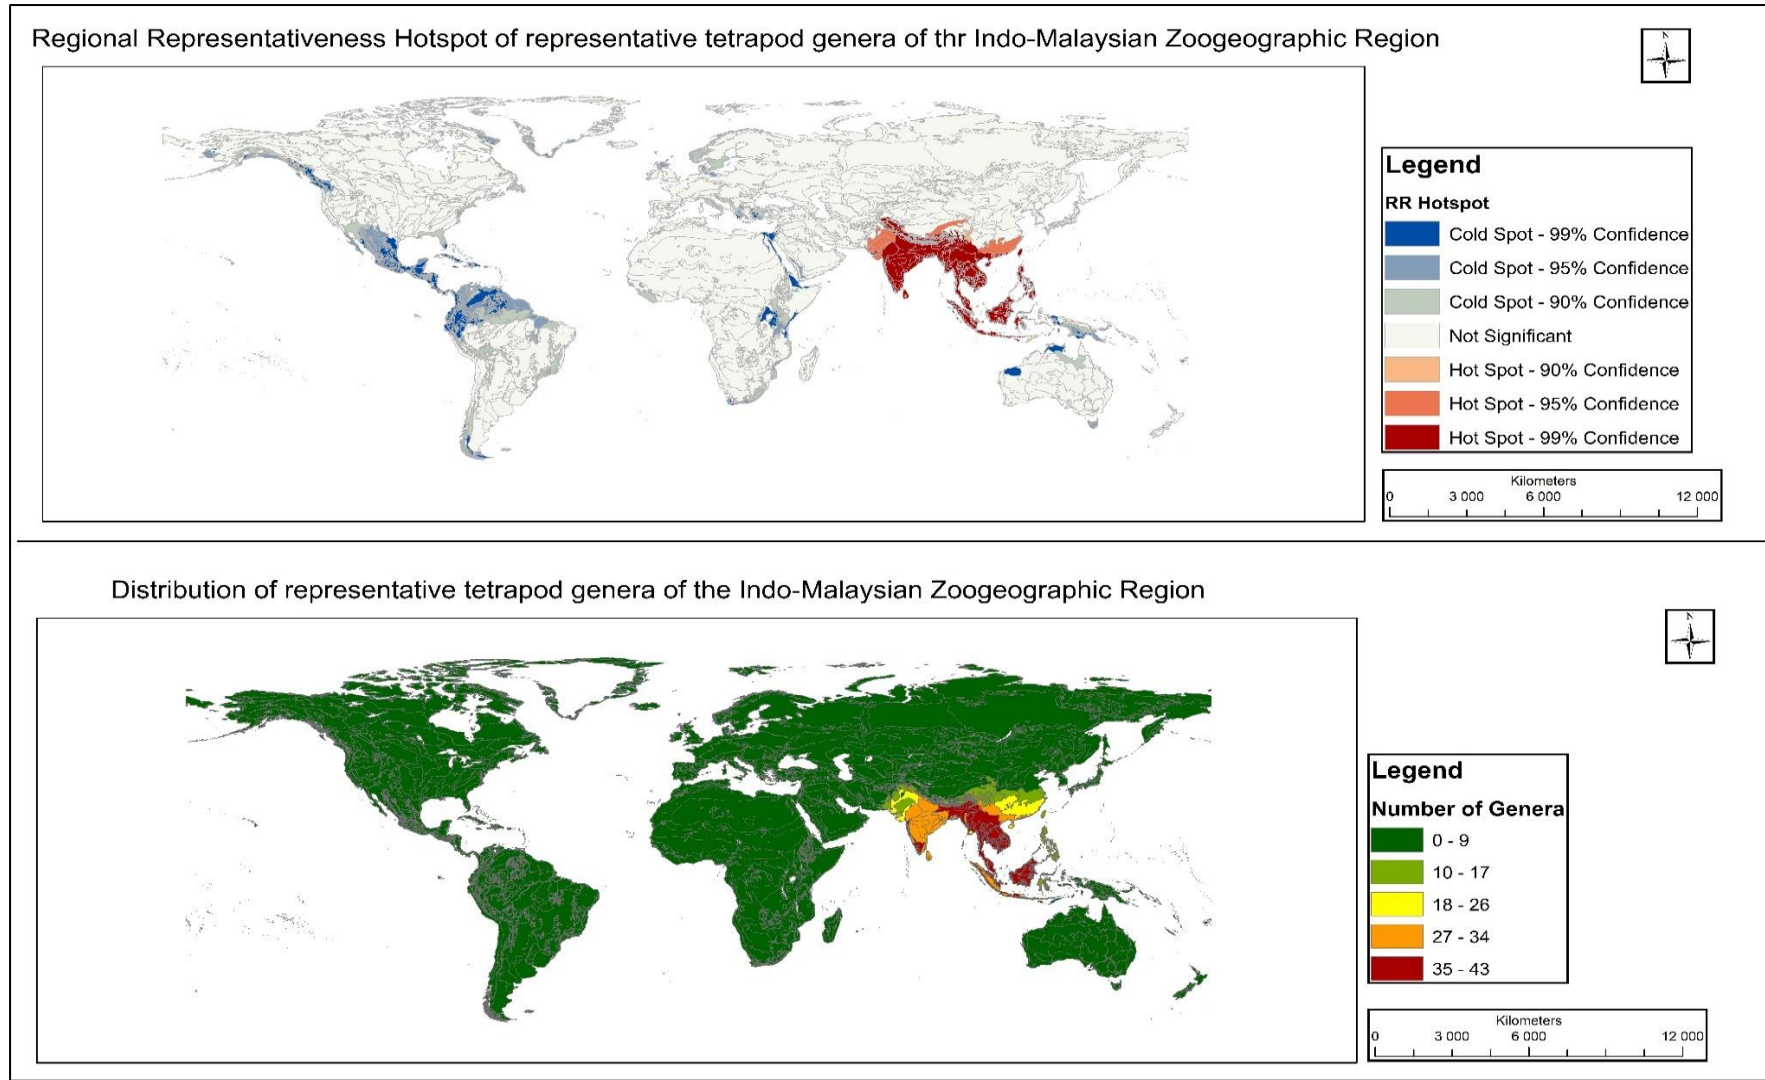 Regional Representativeness Hotspot of representative tetrapod genera of thr Indo-Malaysian Zoogeographic Region
N
Legend
RR Hotspot
Cold Spot - 99% Confidence
Cold Spot - 95% Confidence
Cold Spot - 90% Confidence
Not Significant
Hot Spot - 90% Confidence
Hot Spot - 95% Confidence
Hot Spot - 99% Confidence
Kilometers
0 3 000 6 000 12 000
Distribution of representative tetrapod genera of the Indo-Malaysian Zoogeographic Region
N
Legend
Number of Genera
0 - 9
10 - 17
18 - 26
27 - 34
35 - 43
Kilometers
0 3 000 6 000 12 000